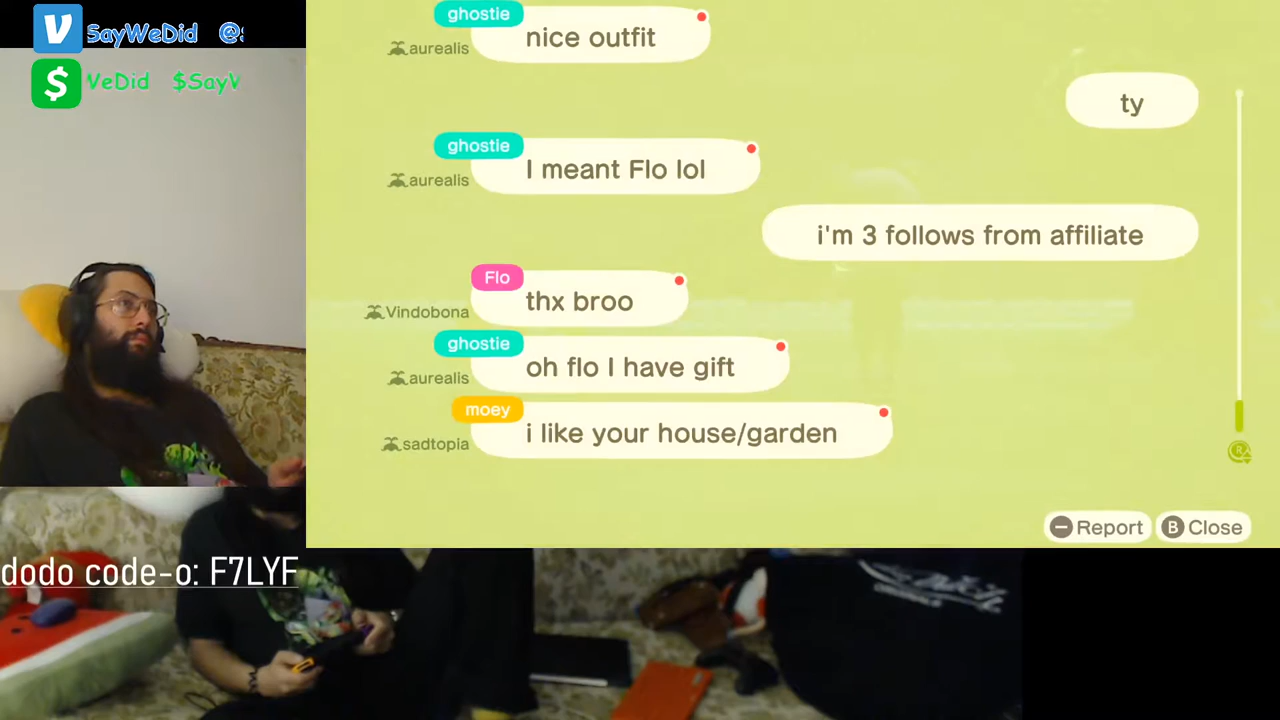 SayWeDid @
$ VeDid $SayV
ghostie
nice outfit
aurealis
ty
ghostie
I meant Flo lol
aurealis
i'm 3 follows from affiliate
Flo
thx broo
Vindobona
ghostie
oh flo I have gift
aurealis
moey
i like your house/garden
sadtopia
Report
B Close
dodo code-o: F7LYF